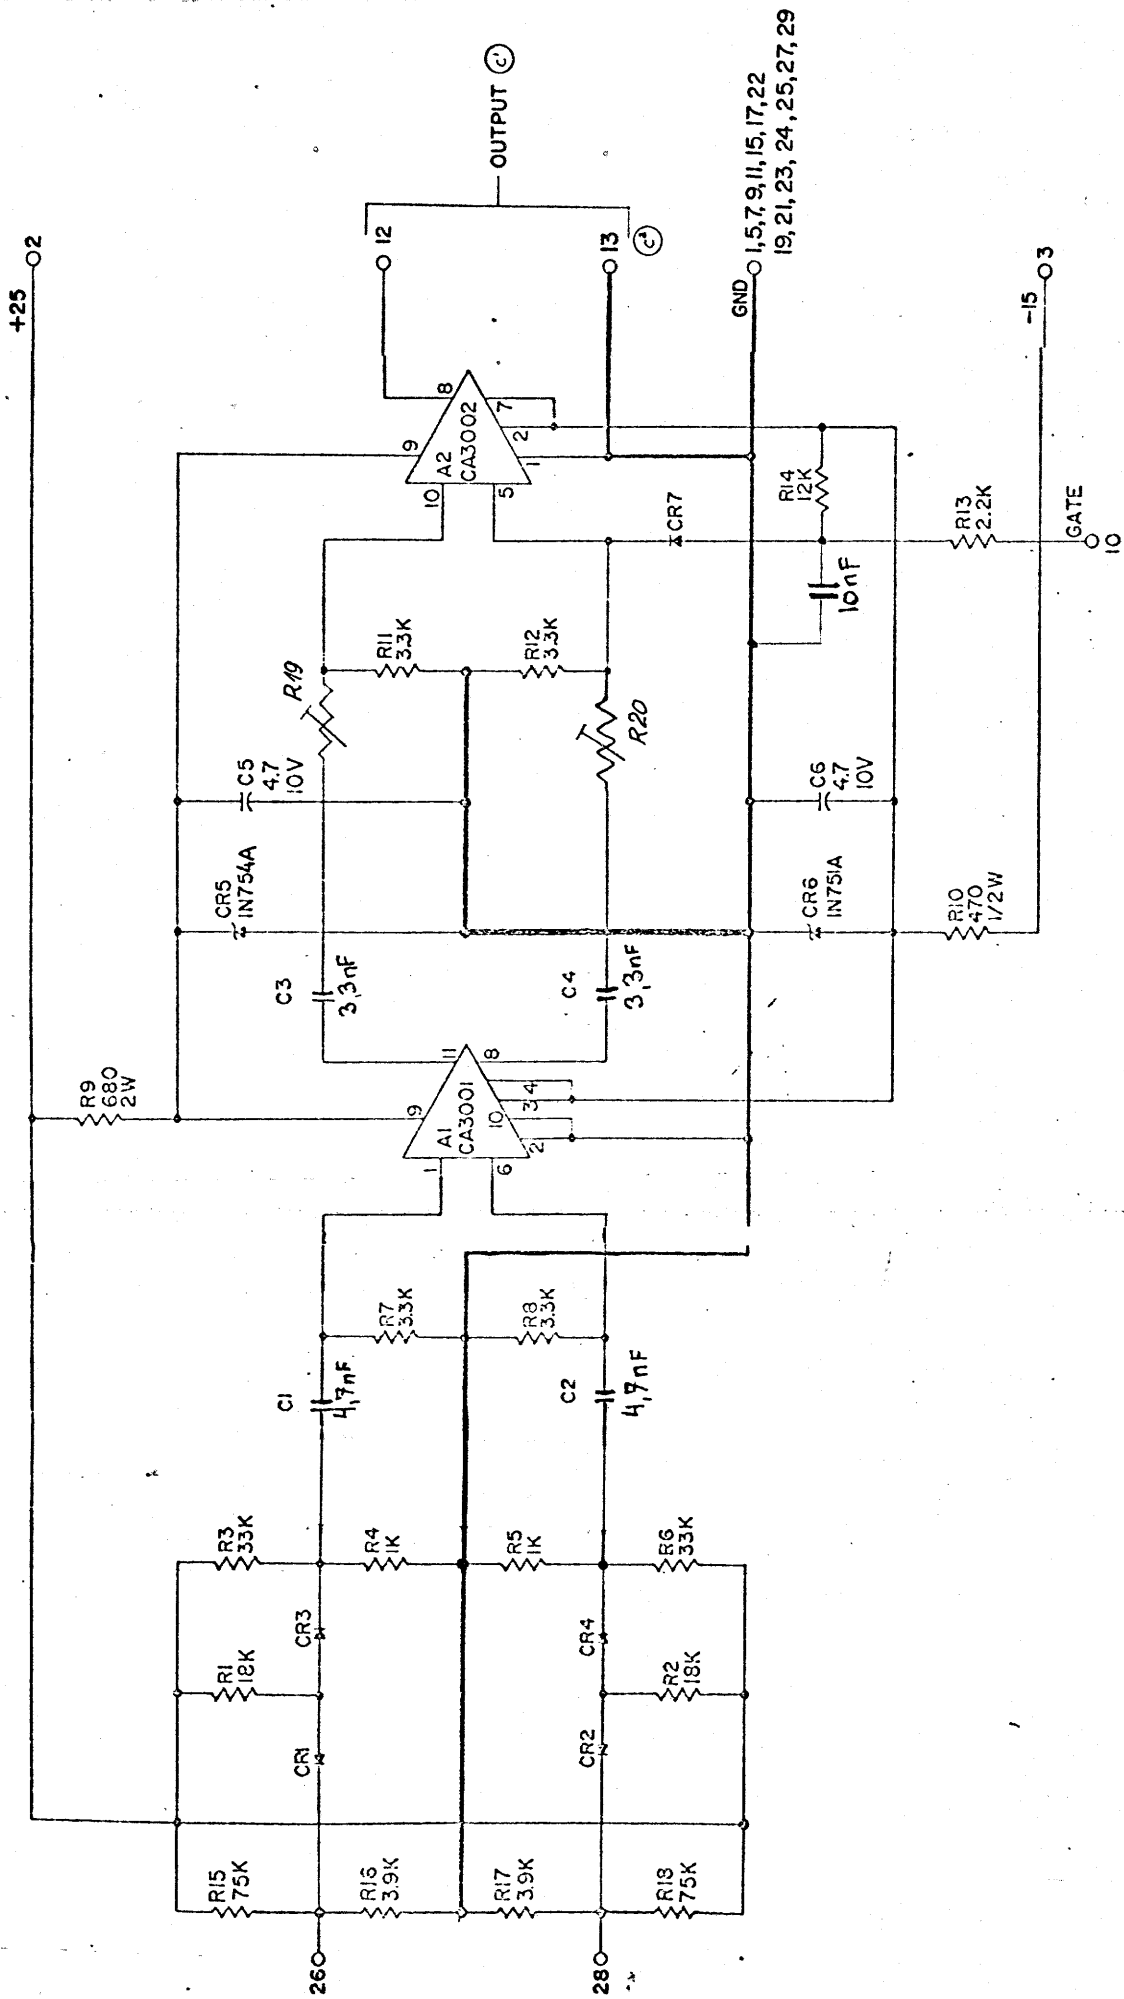 +25
2
R9
680
2W
R15
75K
R1
18K
R3
33K
CR1
CR3
26
R16
3.9K
R4
1K
C1
4,7nF
R7
3.3K
R17
3.9K
R5
1K
R8
3.3K
28
CR2
CR4
C2
4,7nF
R18
75K
R2
18K
R6
33K
A1
CA3001
1
6
9
2
10
3
4
11
8
C3
3,3nF
C4
3,3nF
CR5
1N754A
C5
4.7
10V
R19
R11
3.3K
R12
3.3K
R20
A2
CA3002
10
5
9
1
2
7
8
12
13
OUTPUT
C'
C²
CR7
GND
1,5,7,9,11,15,17,22
19,21,23,24,25,27,29
CR6
1N751A
C6
4.7
10V
10nF
R14
12K
R10
470
1/2W
R13
2.2K
GATE
10
-15
3